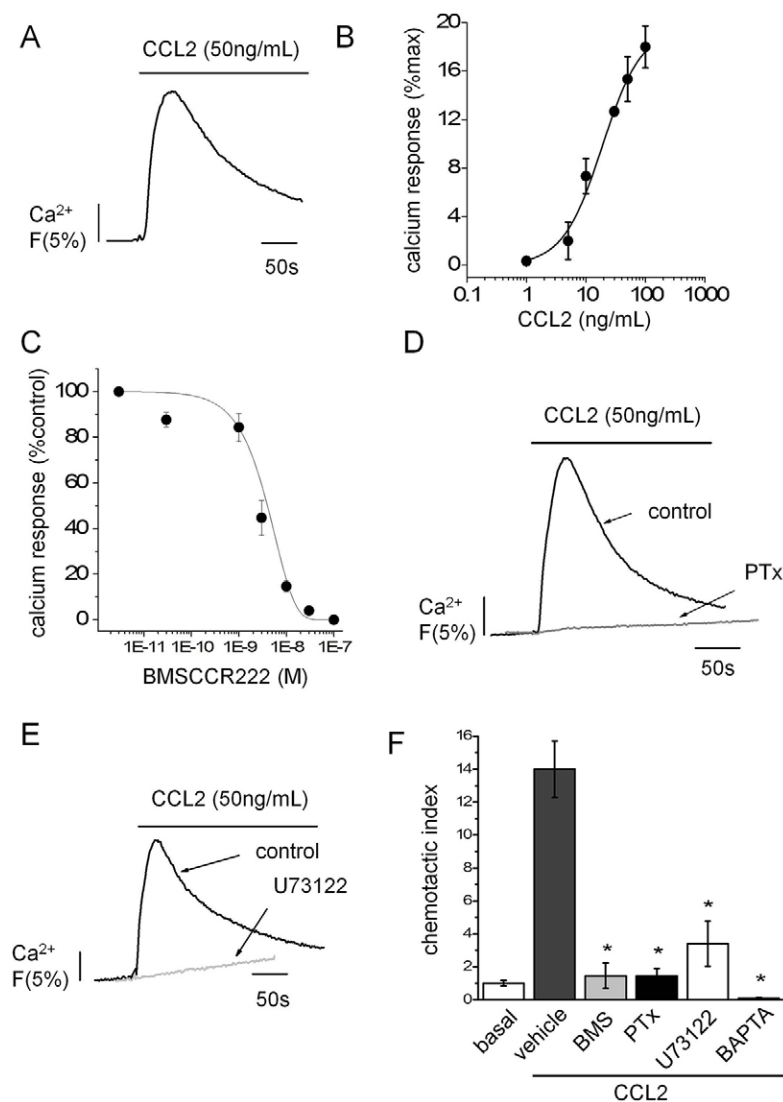 A
CCL2 (50ng/mL)
Ca2+
F(5%)
50s
B
calcium response (%max)
20
16
12
8
4
0
0.1 1 10 100 1000
CCL2 (ng/mL)
C
calcium response (%control)
100
80
60
40
20
0
1E-11 1E-10 1E-9 1E-8 1E-7
BMSCCR222 (M)
D
CCL2 (50ng/mL)
control
PTx
Ca2+
F(5%)
50s
E
CCL2 (50ng/mL)
control
U73122
Ca2+
F(5%)
50s
F
chemotactic index
16
14
12
10
8
6
4
2
0
* * * *
basal vehicle BMS PTx U73122 BAPTA
CCL2